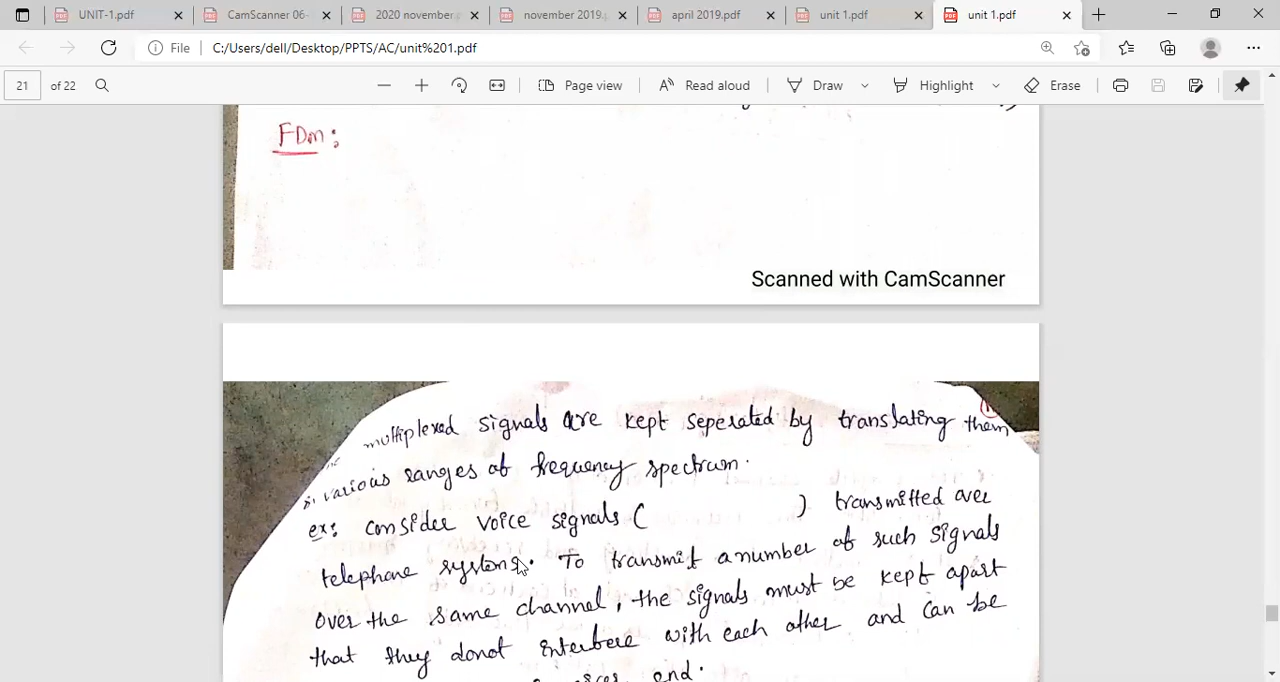 UNIT-1.pdf
CamScanner 06-
2020 november.p
november 2019.p
april 2019.pdf
unit 1.pdf
unit 1.pdf
File C:/Users/dell/Desktop/PPTS/AC/unit%201.pdf
21 of 22 Page view Read aloud Draw Highlight Erase
FDM:
Scanned with CamScanner
multiplexed signals are kept seperated by translating them
various ranges of frequency spectrum.
ex: consider voice signals ( ) transmitted over
telephone systems. To transmit a number of such signals
over the same channel, the signals must be kept apart
that they donot interbere with each other and can be
end.